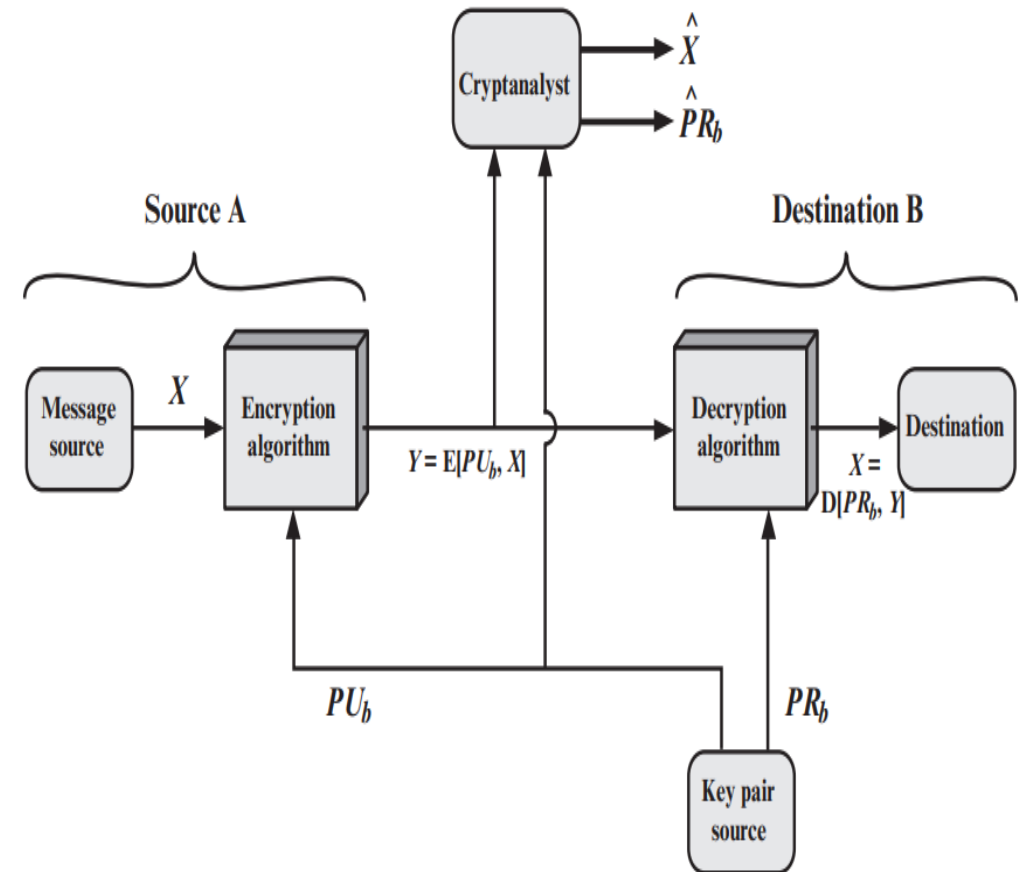 X̂
Cryptanalyst
P̂R_b
Source A
Destination B
Message
source
X
Encryption
algorithm
Y = E[PU_b, X]
Decryption
algorithm
X =
D[PR_b, Y]
Destination
PU_b
PR_b
Key pair
source